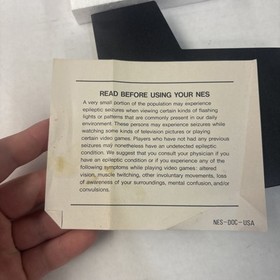 READ BEFORE USING YOUR NES
A very small portion of the population may experience
epileptic seizures when viewing certain kinds of flashing
lights or patterns that are commonly present in our daily
environment. These persons may experience seizures while
watching some kinds of television pictures or playing
certain video games. Players who have not had any previous
seizures may nonetheless have an undetected epileptic
condition. We suggest that you consult your physician if you
have an epileptic condition or if you experience any of the
following symptoms while playing video games: altered
vision, muscle twitching, other involuntary movements, loss
of awareness of your surroundings, mental confusion, and/or
convulsions.
NES-DOC-USA